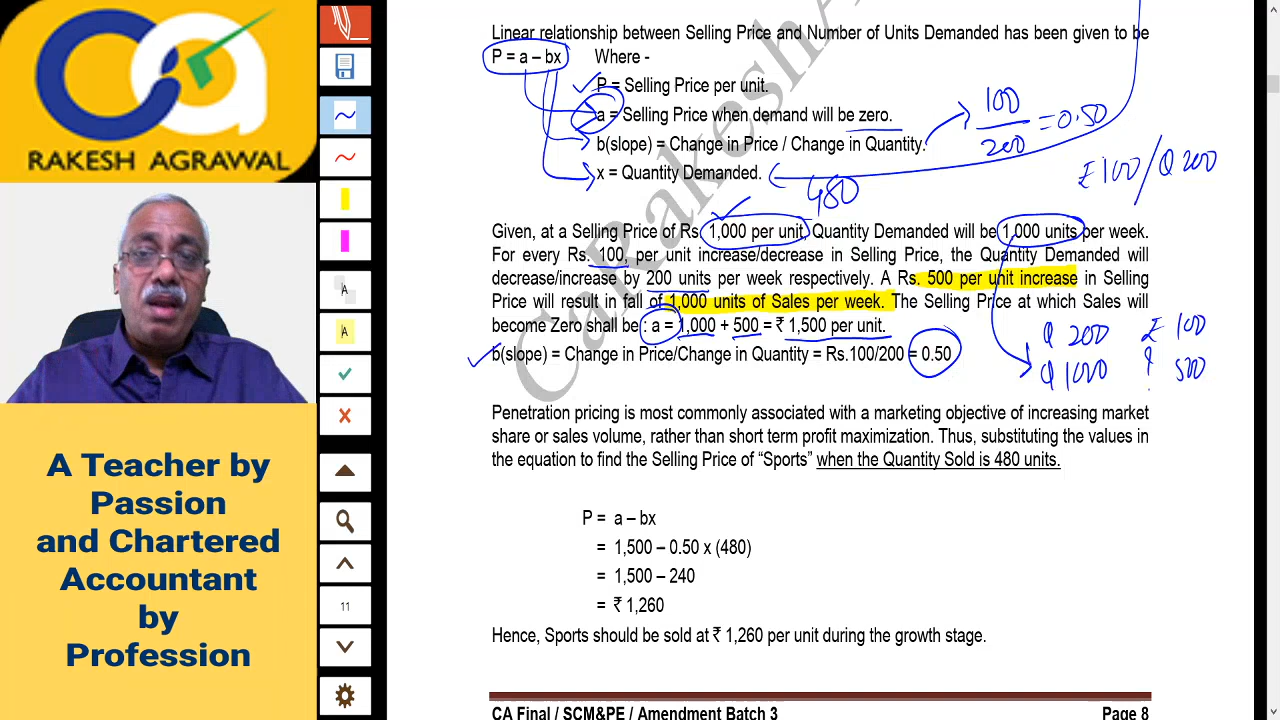 RAKESH AGRAWAL
A Teacher by
Passion
and Chartered
Accountant
by
Profession
A
A
11
Linear relationship between Selling Price and Number of Units Demanded has been given to be
P = a – bx Where -
P = Selling Price per unit.
a = Selling Price when demand will be zero.
b(slope) = Change in Price / Change in Quantity.
x = Quantity Demanded.
100
200
=0.50
480
£100/Q200
Given, at a Selling Price of Rs 1,000 per unit, Quantity Demanded will be 1,000 units per week.
For every Rs. 100, per unit increase/decrease in Selling Price, the Quantity Demanded will
decrease/increase by 200 units per week respectively. A Rs. 500 per unit increase in Selling
Price will result in fall of 1,000 units of Sales per week. The Selling Price at which Sales will
become Zero shall be : a = 1,000 + 500 = ₹ 1,500 per unit.
b(slope) = Change in Price/Change in Quantity = Rs.100/200 = 0.50
Q 200 £ 100
Q 1000 500
Penetration pricing is most commonly associated with a marketing objective of increasing market
share or sales volume, rather than short term profit maximization. Thus, substituting the values in
the equation to find the Selling Price of “Sports” when the Quantity Sold is 480 units.
P = a – bx
= 1,500 – 0.50 x (480)
= 1,500 – 240
= ₹ 1,260
Hence, Sports should be sold at ₹ 1,260 per unit during the growth stage.
CA Final / SCM&PE / Amendment Batch 3 Page 8